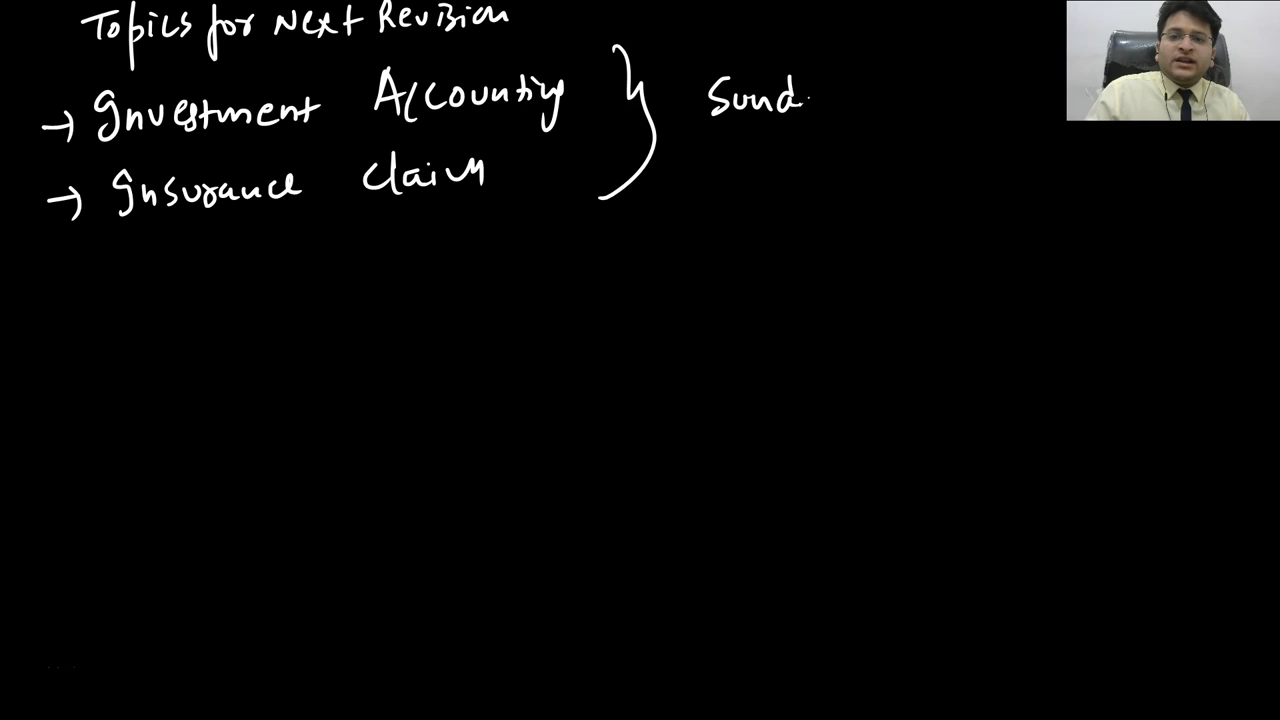 Topics for Next Revision
→ Investment Accounting
→ Insurance claim
Sund